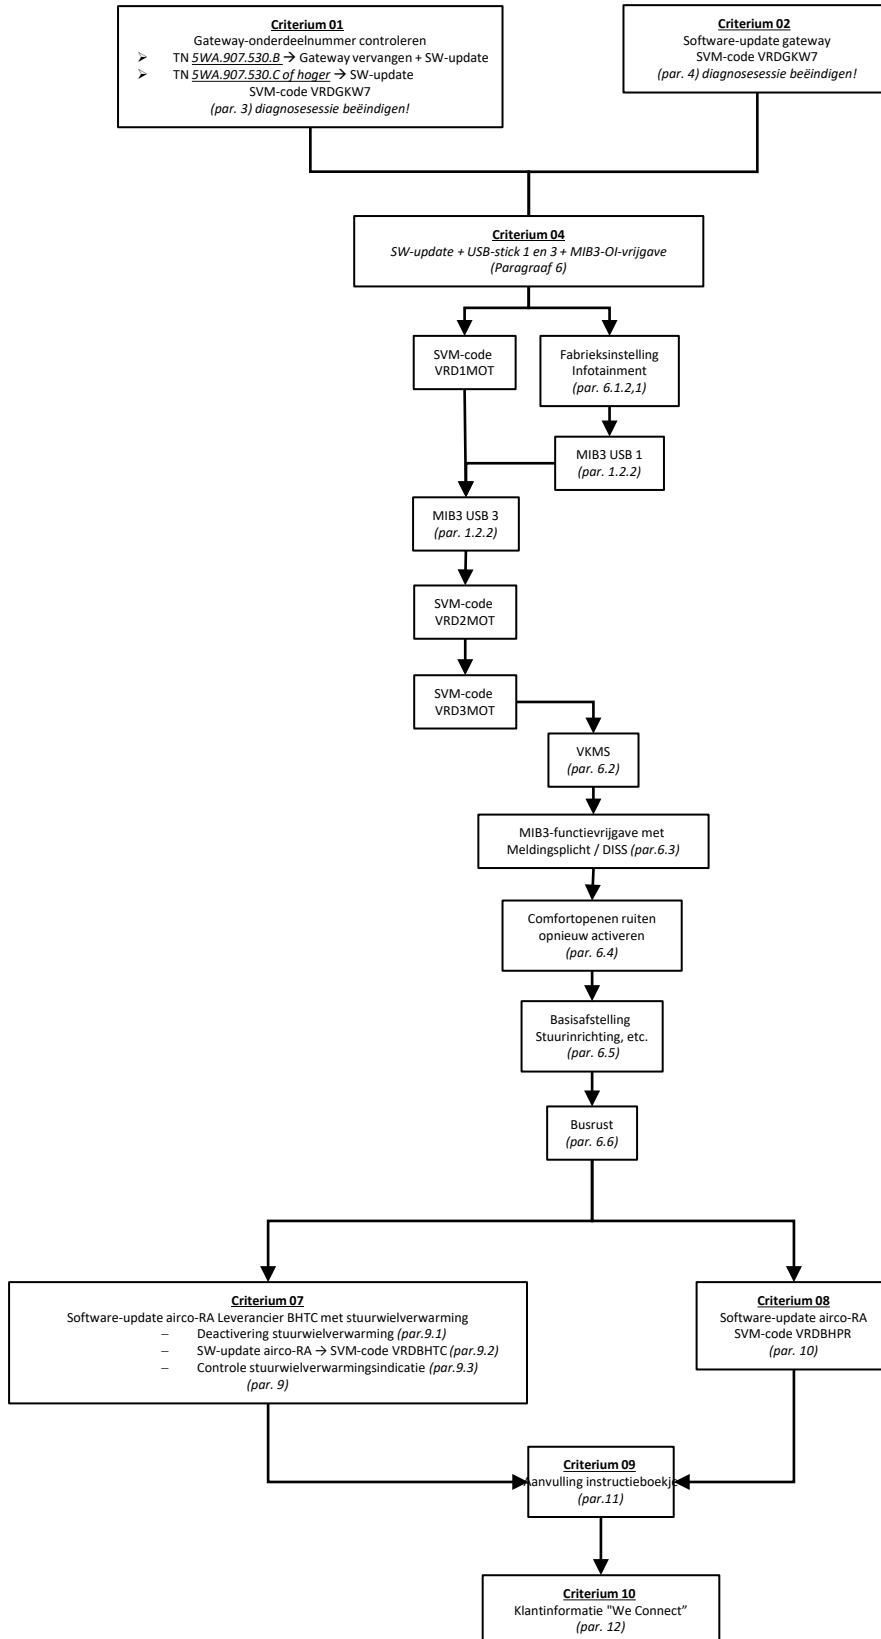 Criterium 01
Gateway-onderdeelnummer controleren
➢ TN 5WA.907.530.B → Gateway vervangen + SW-update
➢ TN 5WA.907.530.C of hoger → SW-update
SVM-code VRDGKW7
(par. 3) diagnosesessie beëindigen!
Criterium 02
Software-update gateway
SVM-code VRDGKW7
(par. 4) diagnosesessie beëindigen!
Criterium 04
SW-update + USB-stick 1 en 3 + MIB3-OI-vrijgave
(Paragraaf 6)
SVM-code
VRD1MOT
Fabrieksinstelling
Infotainment
(par. 6.1.2,1)
MIB3 USB 1
(par. 1.2.2)
MIB3 USB 3
(par. 1.2.2)
SVM-code
VRD2MOT
SVM-code
VRD3MOT
VKMS
(par. 6.2)
MIB3-functievrijgave met
Meldingsplicht / DISS (par.6.3)
Comfortopenen ruiten
opnieuw activeren
(par. 6.4)
Basisafstelling
Stuurinrichting, etc.
(par. 6.5)
Busrust
(par. 6.6)
Criterium 07
Software-update airco-RA Leverancier BHTC met stuurwielverwarming
– Deactivering stuurwielverwarming (par.9.1)
– SW-update airco-RA → SVM-code VRDBHTC (par.9.2)
– Controle stuurwielverwarmingsindicatie (par.9.3)
(par. 9)
Criterium 08
Software-update airco-RA
SVM-code VRDBHPR
(par. 10)
Criterium 09
Aanvulling instructieboekje
(par.11)
Criterium 10
Klantinformatie "We Connect”
(par. 12)